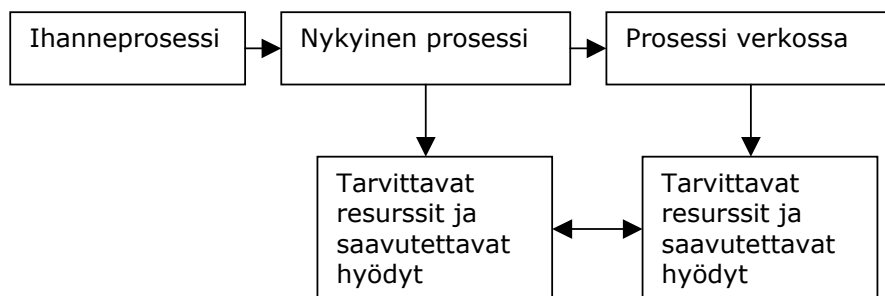 Ihanneprosessi
Nykyinen prosessi
Prosessi verkossa
Tarvittavat
resurssit ja
saavutettavat
hyödyt
Tarvittavat
resurssit ja
saavutettavat
hyödyt